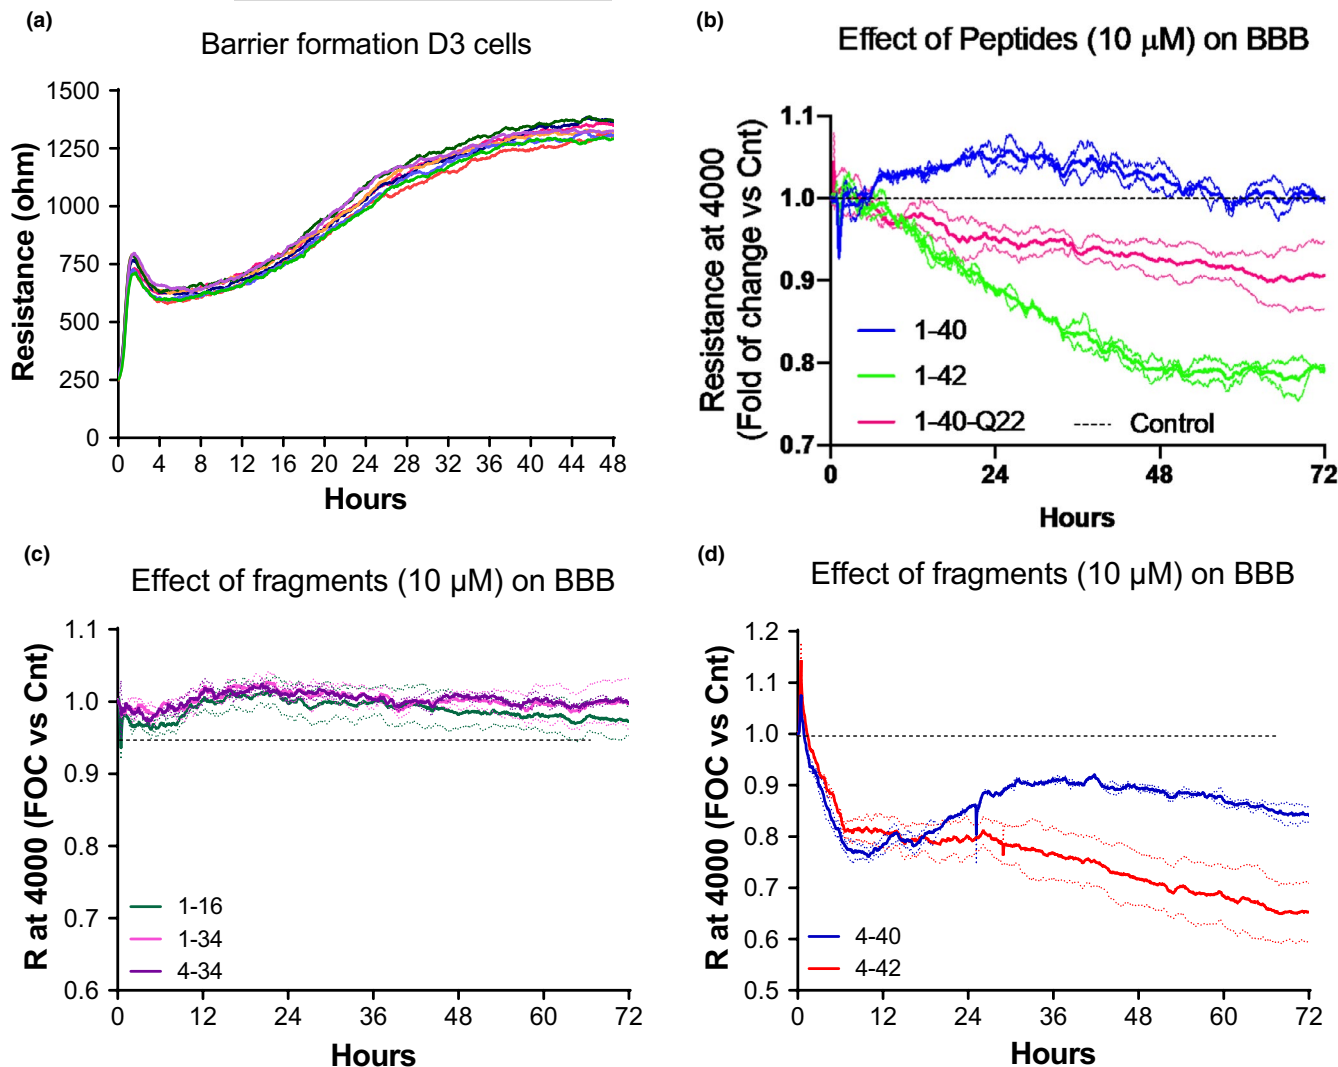 (a)
Barrier formation D3 cells
Resistance (ohm)
1500
1250
1000
750
500
250
0
0 4 8 12 16 20 24 28 32 36 40 44 48
Hours
(b)
Effect of Peptides (10 μM) on BBB
Resistance at 4000
(Fold of change vs Cnt)
1.1
1.0
0.9
0.8
0.7
1-40
1-42
1-40-Q22
Control
0 24 48 72
Hours
(c)
Effect of fragments (10 μM) on BBB
R at 4000 (FOC vs Cnt)
1.1
1.0
0.9
0.8
0.7
0.6
1-16
1-34
4-34
0 12 24 36 48 60 72
Hours
(d)
Effect of fragments (10 μM) on BBB
R at 4000 (FOC vs Cnt)
1.2
1.1
1.0
0.9
0.8
0.7
0.6
0.5
4-40
4-42
0 12 24 36 48 60 72
Hours